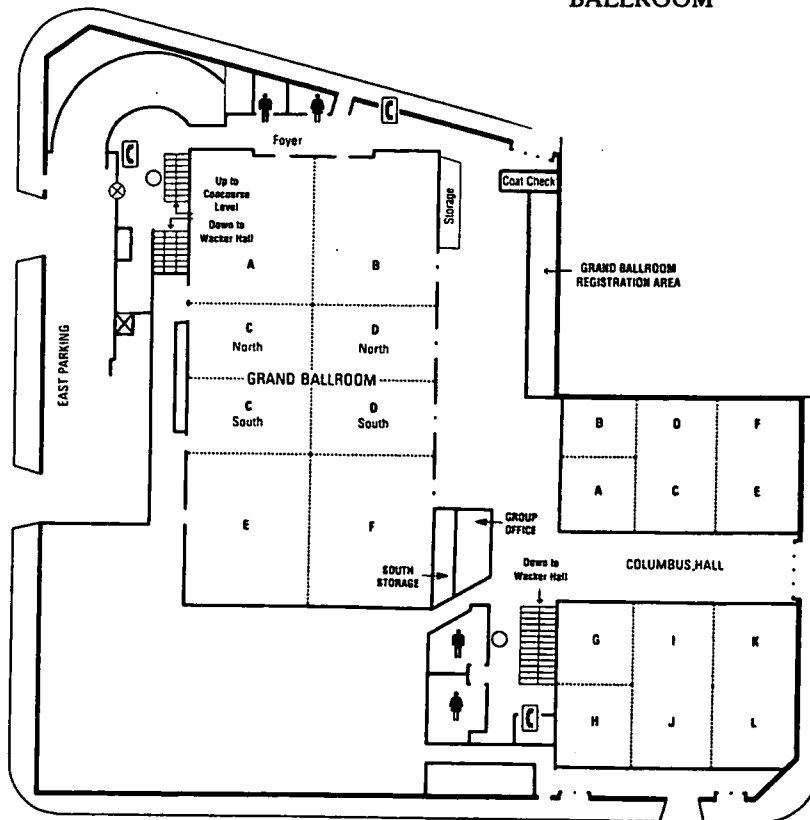 BALLROOM
Foyer
Coat Check
Up to
Concourse
Level
Storage
Down to
Wacker Hall
A
B
GRAND BALLROOM
REGISTRATION AREA
EAST PARKING
C
North
D
North
GRAND BALLROOM
C
South
D
South
B
D
F
A
C
E
E
F
GROUP
OFFICE
SOUTH
STORAGE
Down to
Wacker Hall
COLUMBUS HALL
G
I
K
H
J
L